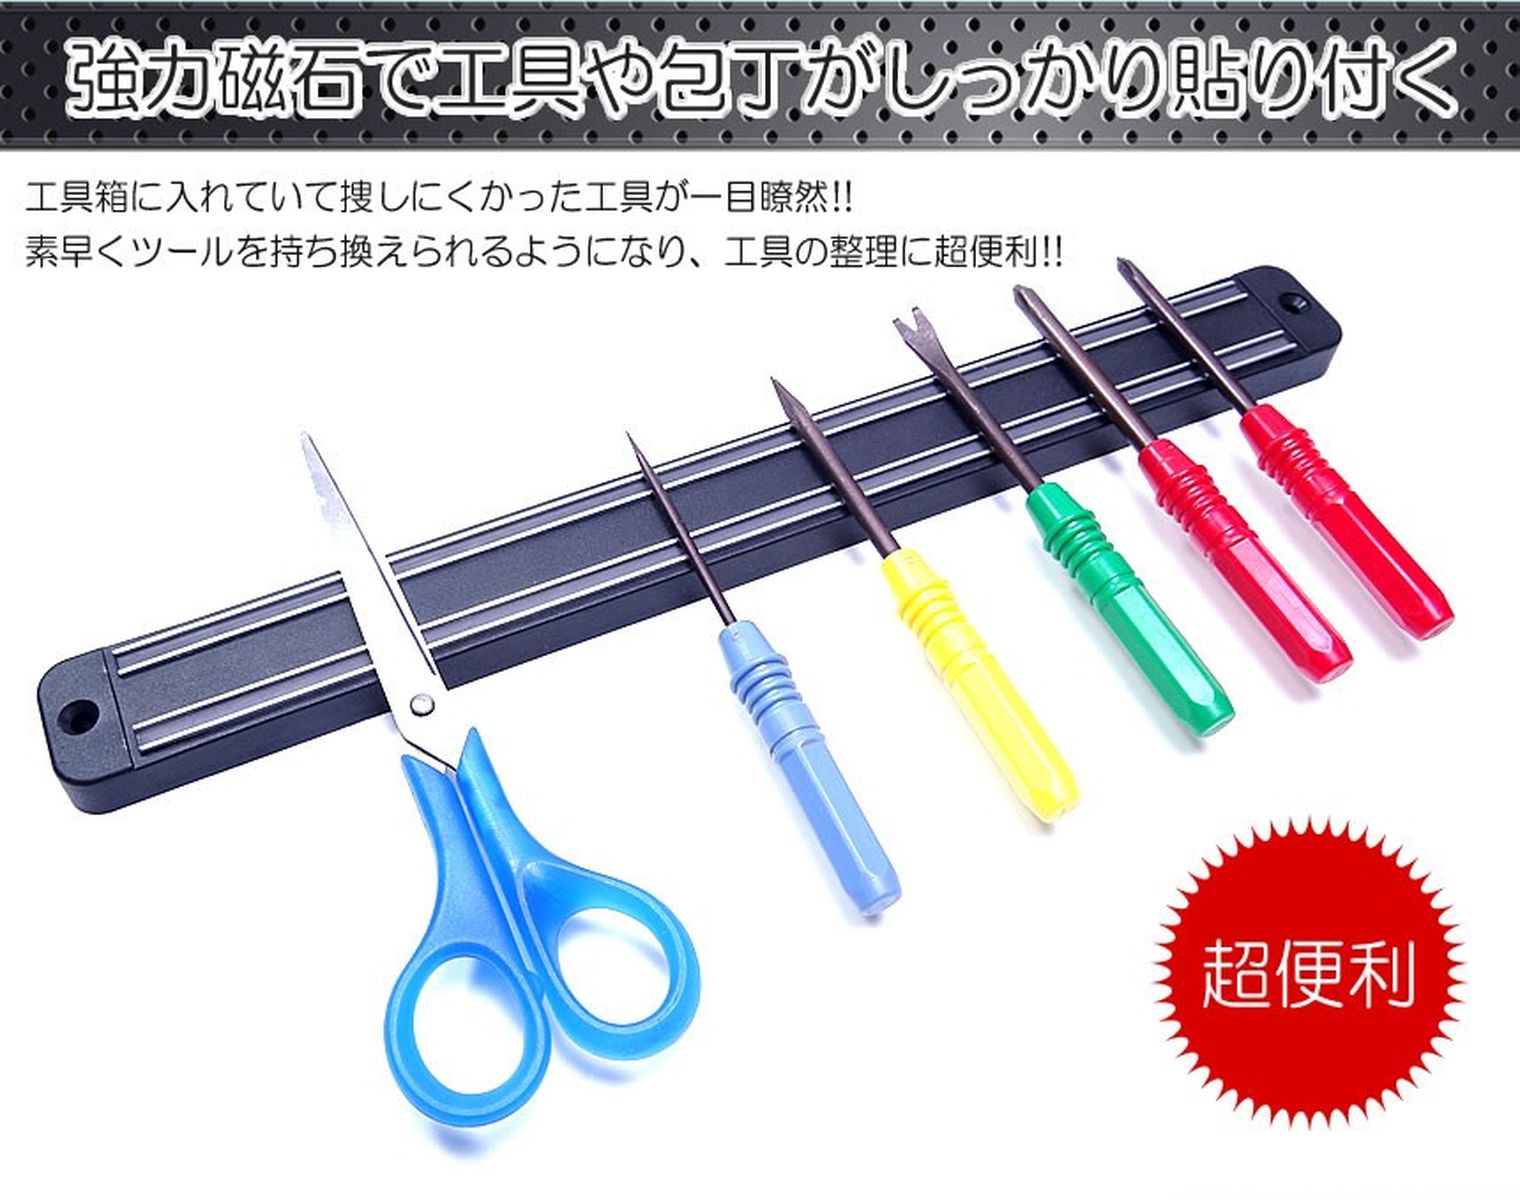 強力磁石で工具や包丁がしっかり貼り付く
工具箱に入れていて捜しにくかった工具が一目瞭然!!
素早くツールを持ち換えられるようになり、工具の整理に超便利!!
超便利